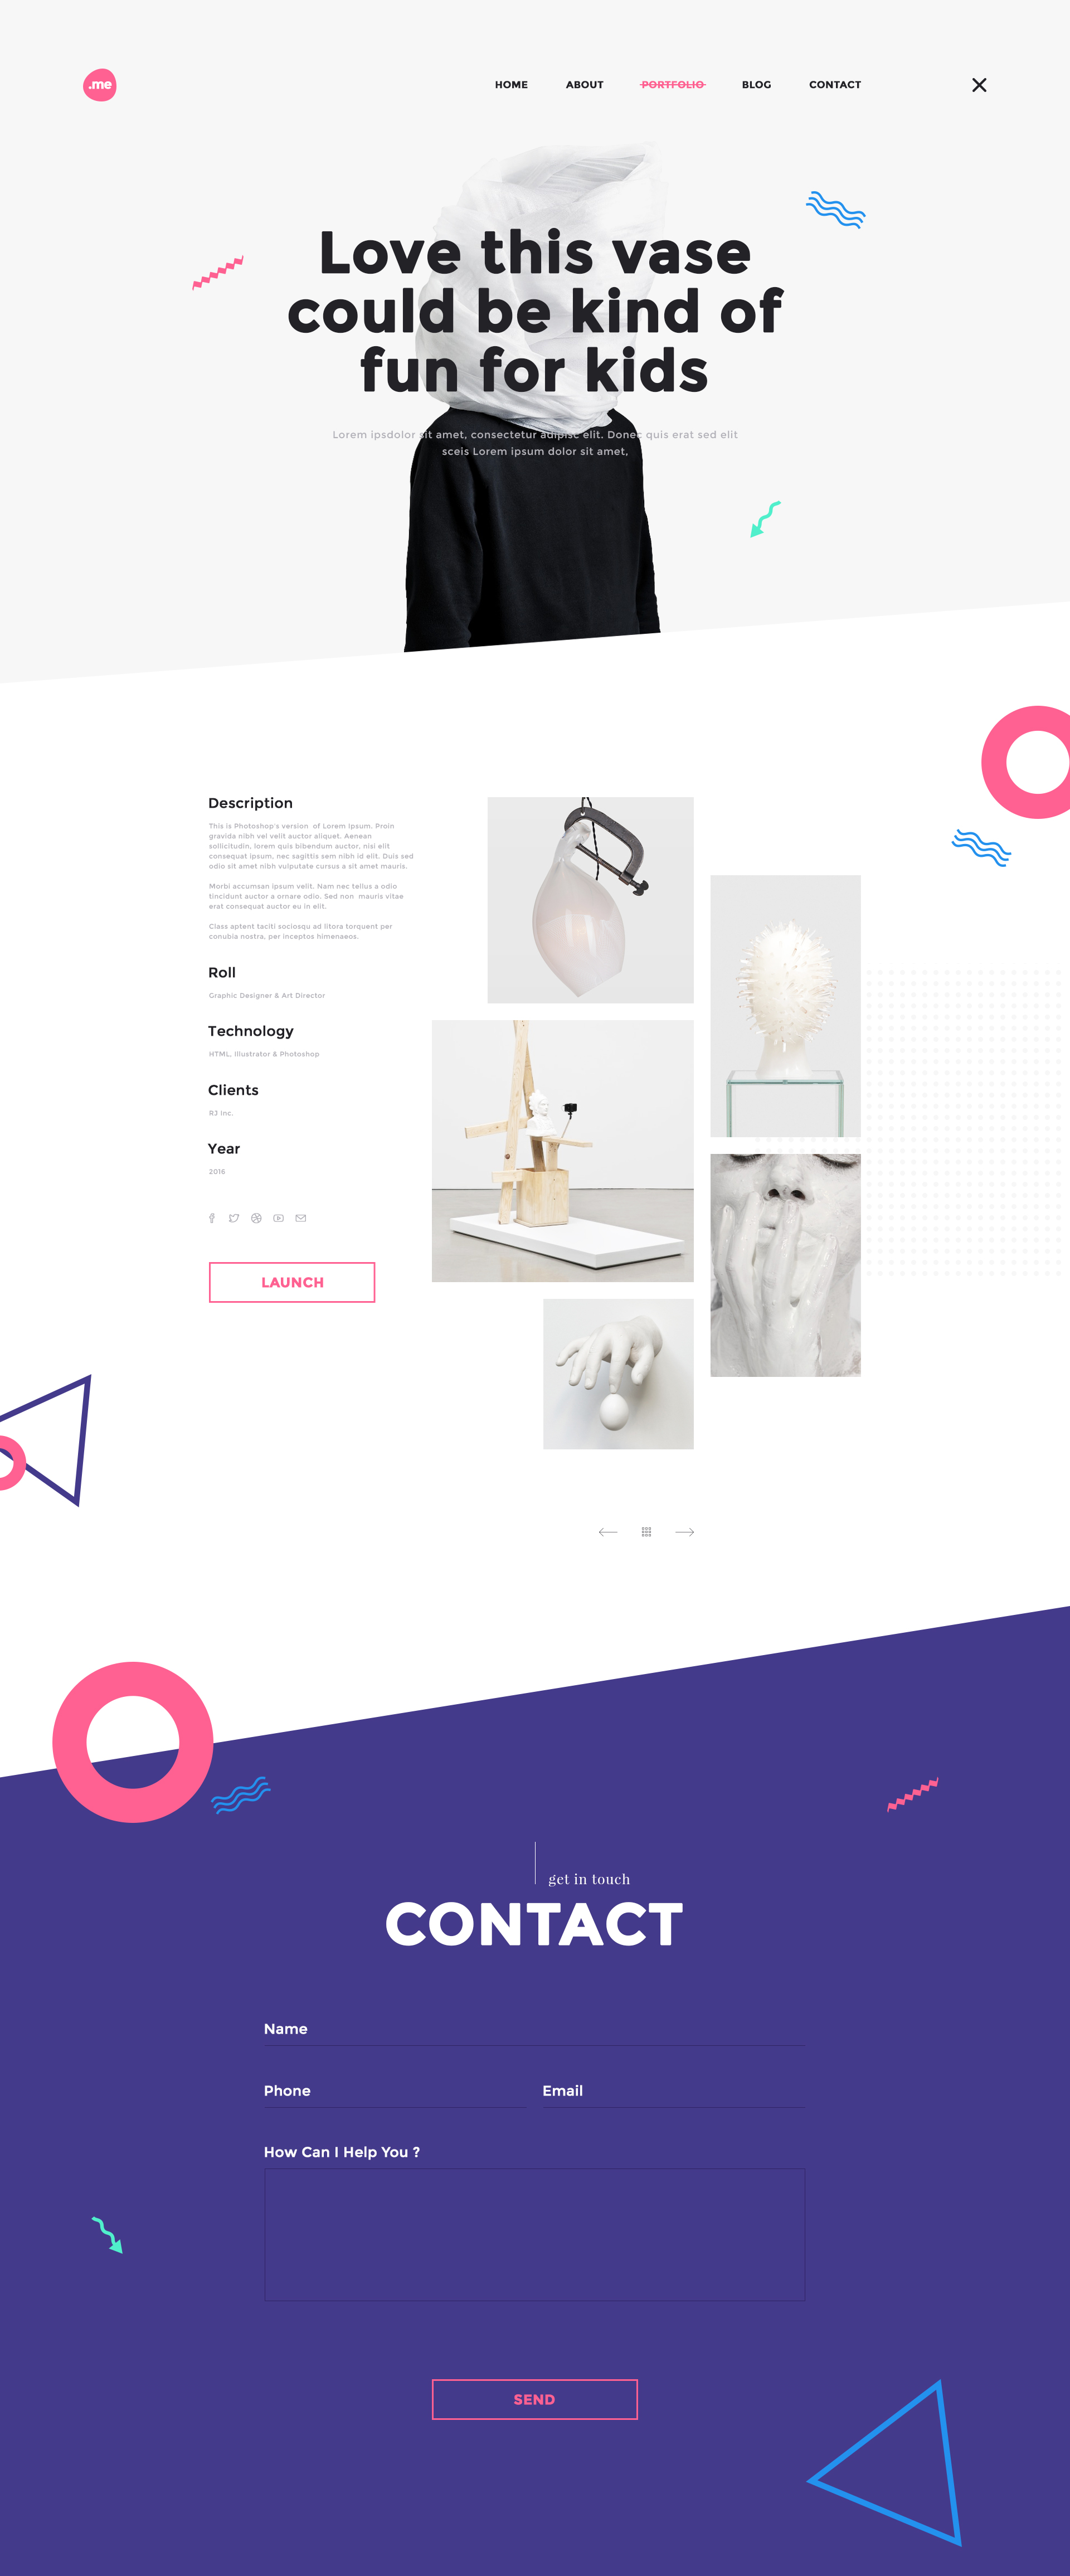 .me
HOME ABOUT PORTFOLIO BLOG CONTACT
Love this vase
could be kind of
fun for kids
Lorem ipsdolor sit amet, consectetur adipisc elit. Donec quis erat sed elit
sceis Lorem ipsum dolor sit amet,
Description
This is Photoshop's version of Lorem Ipsum. Proin
gravida nibh vel velit auctor aliquet. Aenean
sollicitudin, lorem quis bibendum auctor, nisi elit
consequat ipsum, nec sagittis sem nibh id elit. Duis sed
odio sit amet nibh vulputate cursus a sit amet mauris.
Morbi accumsan ipsum velit. Nam nec tellus a odio
tincidunt auctor a ornare odio. Sed non mauris vitae
erat consequat auctor eu in elit.
Class aptent taciti sociosqu ad litora torquent per
conubia nostra, per inceptos himenaeos.
Roll
Graphic Designer & Art Director
Technology
HTML, illustrator & Photoshop
Clients
RJ Inc.
Year
2016
LAUNCH
get in touch
CONTACT
Name
Phone Email
How Can I Help You ?
SEND